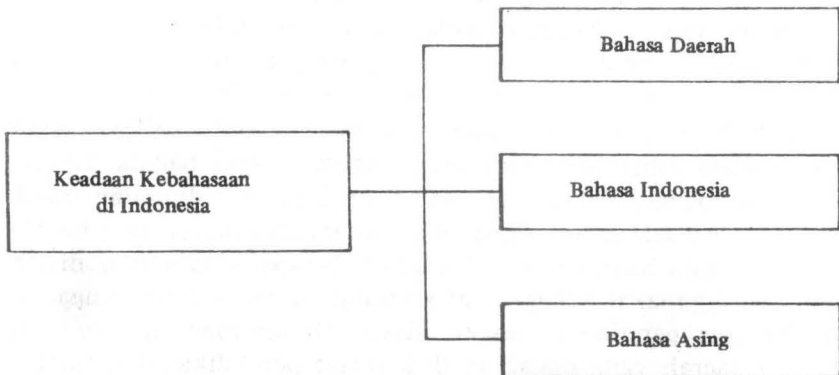 Bahasa Daerah
Keadaan Kebahasaan
di Indonesia
Bahasa Indonesia
Bahasa Asing